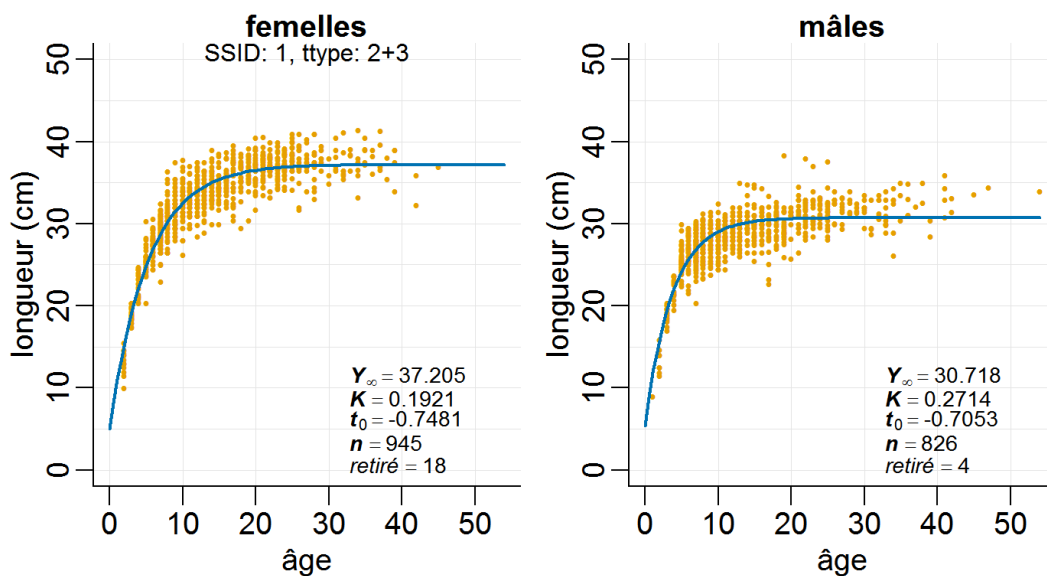 femelles
SSID: 1, ttype: 2+3
longueur (cm)
50
40
30
20
10
0
Y∞ = 37.205
K = 0.1921
t₀ = -0.7481
n = 945
retiré = 18
0 10 20 30 40 50
âge
mâles
longueur (cm)
50
40
30
20
10
0
Y∞ = 30.718
K = 0.2714
t₀ = -0.7053
n = 826
retiré = 4
0 10 20 30 40 50
âge